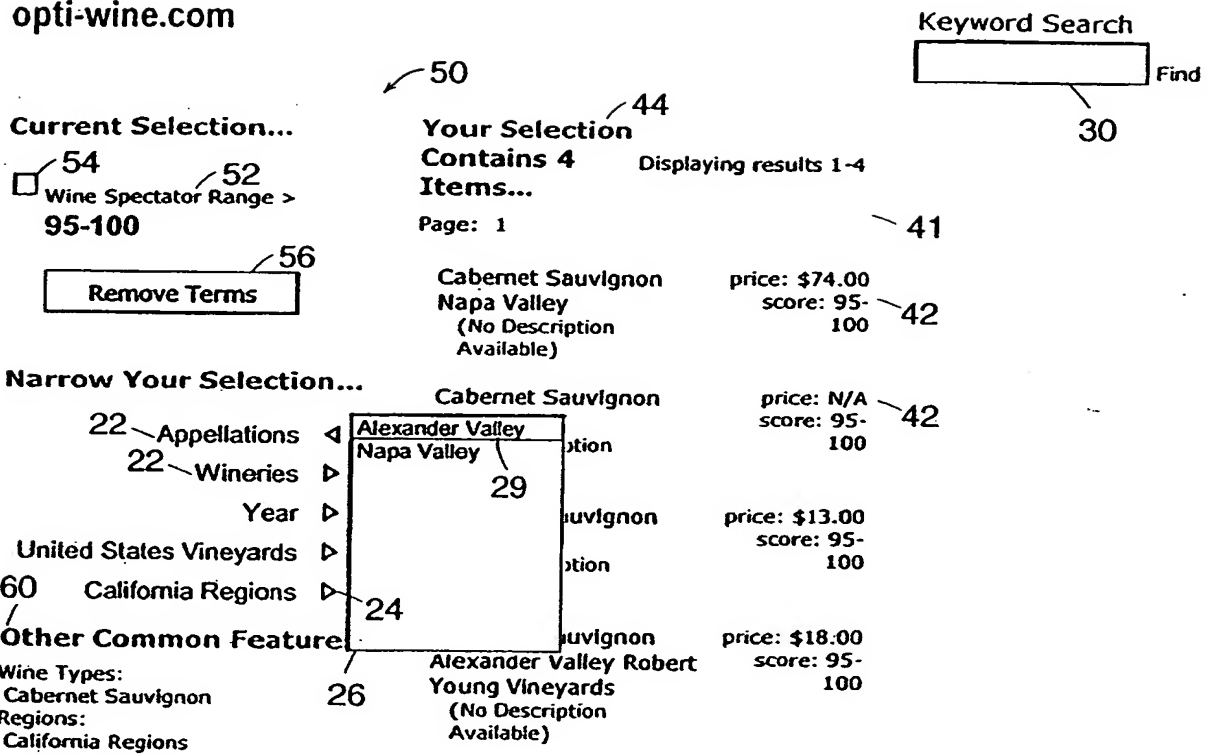 opti-wine.com
Keyword Search
Find
30
50
44
Current Selection...
54
52
Wine Spectator Range >
95-100
56
Remove Terms
Your Selection
Contains 4
Items...
Displaying results 1-4
Page: 1
41
Cabernet Sauvignon
Napa Valley
(No Description
Available)
price: $74.00
score: 95-
100
42
Narrow Your Selection...
22 Appellations
22 Wineries
Year
United States Vineyards
California Regions
24
Alexander Valley
Napa Valley
29
26
Cabernet Sauvignon
price: N/A
score: 95-
100
42
price: $13.00
score: 95-
100
60
Other Common Feature
Wine Types:
Cabernet Sauvignon
Regions:
California Regions
Alexander Valley Robert
Young Vineyards
(No Description
Available)
price: $18.00
score: 95-
100